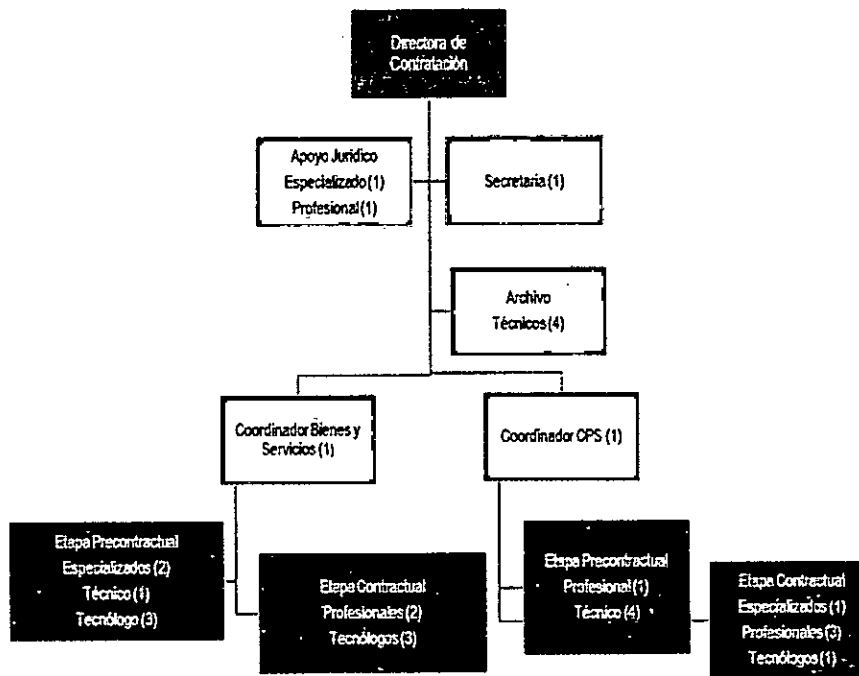 Directora de
Contratación
Apoyo Jurídico
Especializado (1)
Profesional (1)
Secretaria (1)
Archivo
Técnicos (4)
Coordinador Bienes y
Servicios (1)
Coordinador CPS (1)
Etapa Precontractual
Especializados (2)
Técnico (1)
Tecnólogo (3)
Etapa Contractual
Profesionales (2)
Tecnólogos (3)
Etapa Precontractual
Profesional (1)
Técnico (4)
Etapa Contractual
Especializados (1)
Profesionales (3)
Tecnólogos (1)